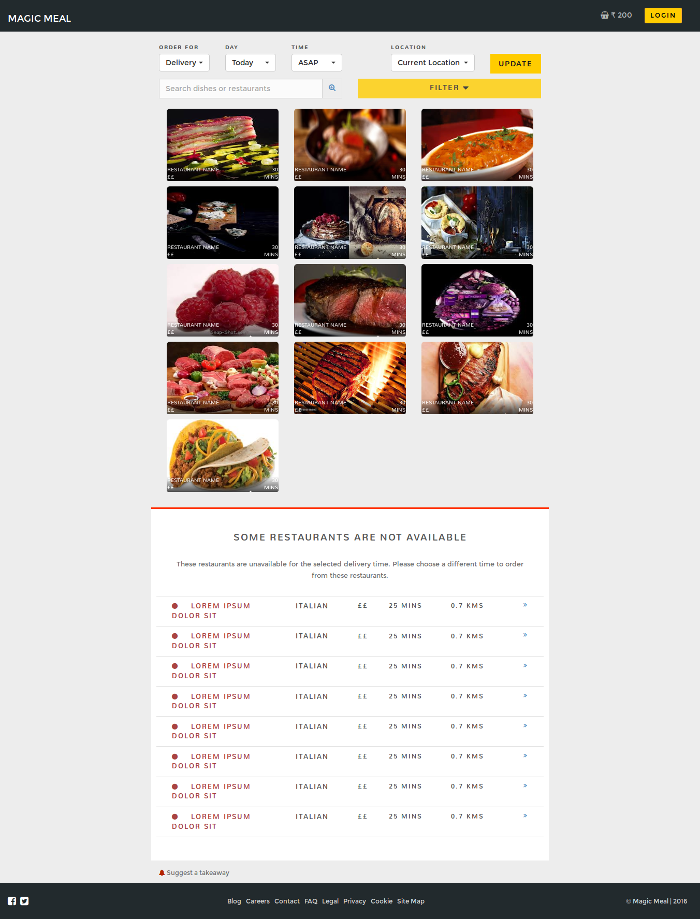 MAGIC MEAL
₹ 200
LOGIN
ORDER FOR
DAY
TIME
LOCATION
Delivery
Today
ASAP
Current Location
UPDATE
Search dishes or restaurants
FILTER
RESTAURANT NAME 30
££ MINS
RESTAURANT NAME 30
££ MINS
RESTAURANT NAME 30
££ MINS
RESTAURANT NAME 30
££ MINS
RESTAURANT NAME 30
££ MINS
RESTAURANT NAME 30
££ MINS
RESTAURANT NAME 30
££ MINS
RESTAURANT NAME 30
££ MINS
RESTAURANT NAME 30
££ MINS
RESTAURANT NAME 30
££ MINS
RESTAURANT NAME 30
££ MINS
RESTAURANT NAME 30
££ MINS
RESTAURANT NAME 30
££ MINS
SOME RESTAURANTS ARE NOT AVAILABLE
These restaurants are unavailable for the selected delivery time. Please choose a different time to order
from these restaurants.
LOREM IPSUM ITALIAN ££ 25 MINS 0.7 KMS »
DOLOR SIT
LOREM IPSUM ITALIAN ££ 25 MINS 0.7 KMS »
DOLOR SIT
LOREM IPSUM ITALIAN ££ 25 MINS 0.7 KMS »
DOLOR SIT
LOREM IPSUM ITALIAN ££ 25 MINS 0.7 KMS »
DOLOR SIT
LOREM IPSUM ITALIAN ££ 25 MINS 0.7 KMS »
DOLOR SIT
LOREM IPSUM ITALIAN ££ 25 MINS 0.7 KMS »
DOLOR SIT
LOREM IPSUM ITALIAN ££ 25 MINS 0.7 KMS »
DOLOR SIT
LOREM IPSUM ITALIAN ££ 25 MINS 0.7 KMS »
DOLOR SIT
Suggest a takeaway
Blog Careers Contact FAQ Legal Privacy Cookie Site Map
© Magic Meal | 2016